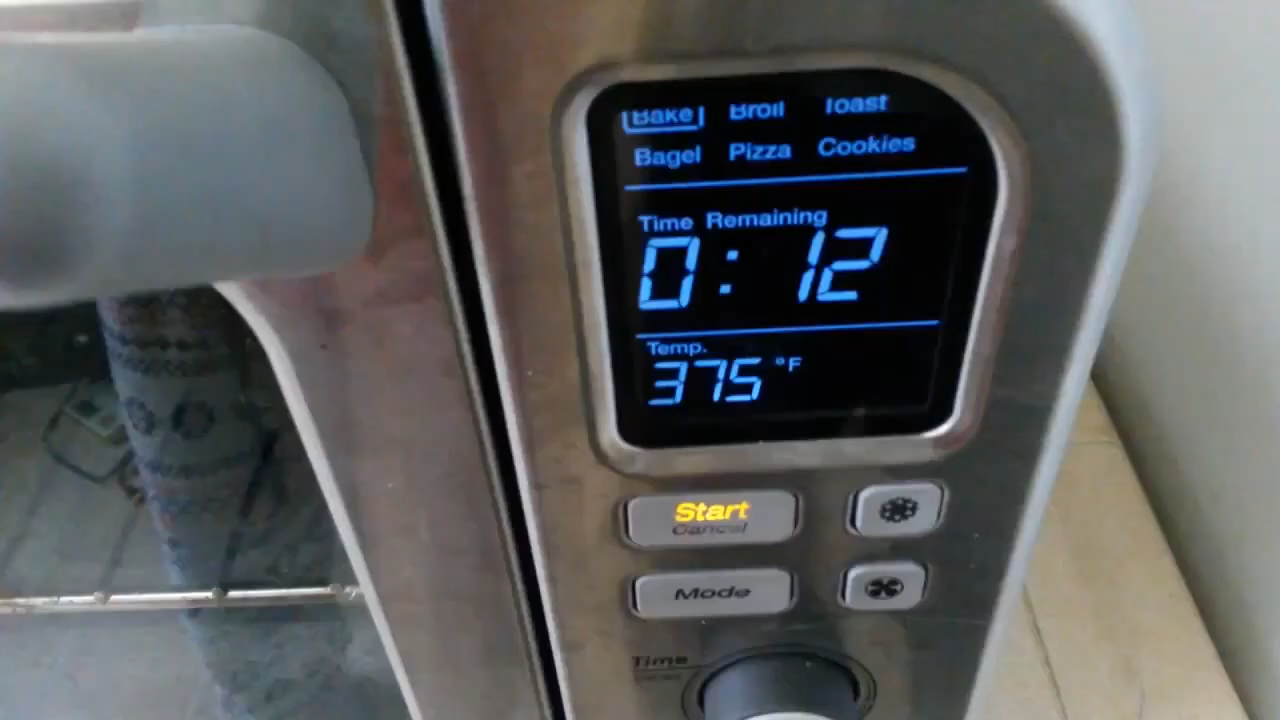 Bake Broil Toast
Bagel Pizza Cookies
Time Remaining
0:12
Temp.
375 °F
Start
Cancel
Mode
Time